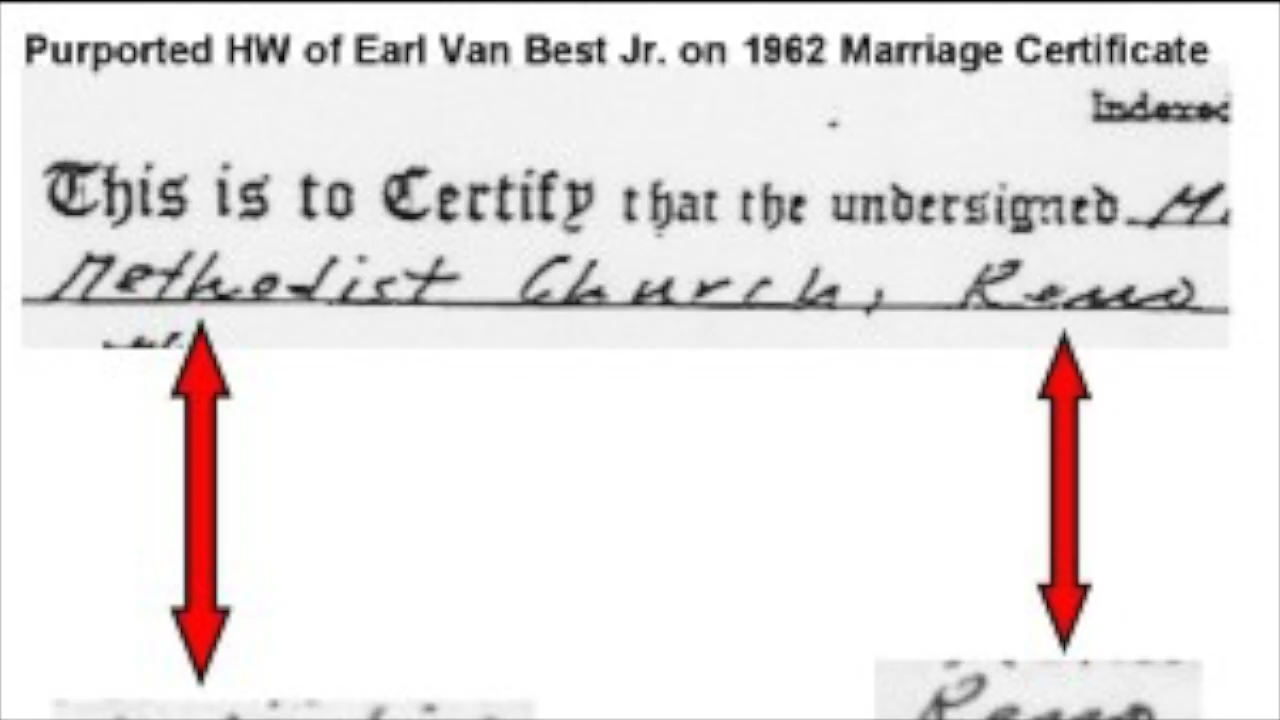 Purported HW of Earl Van Best Jr. on 1962 Marriage Certificate
Indexed
This is to Certify that the undersigned M.
Methodist Church, Reno
Reno